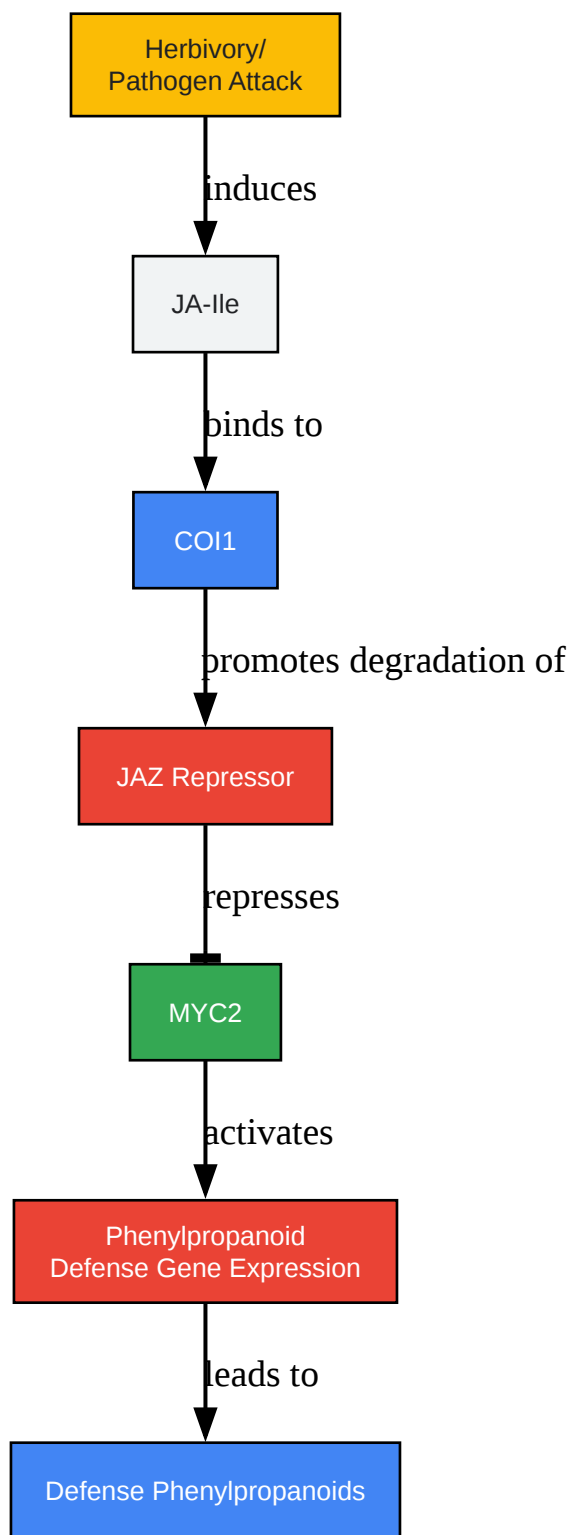 Herbivory/
Pathogen Attack
induces
JA-Ile
binds to
COI1
promotes degradation of
JAZ Repressor
represses
MYC2
activates
Phenylpropanoid
Defense Gene Expression
leads to
Defense Phenylpropanoids